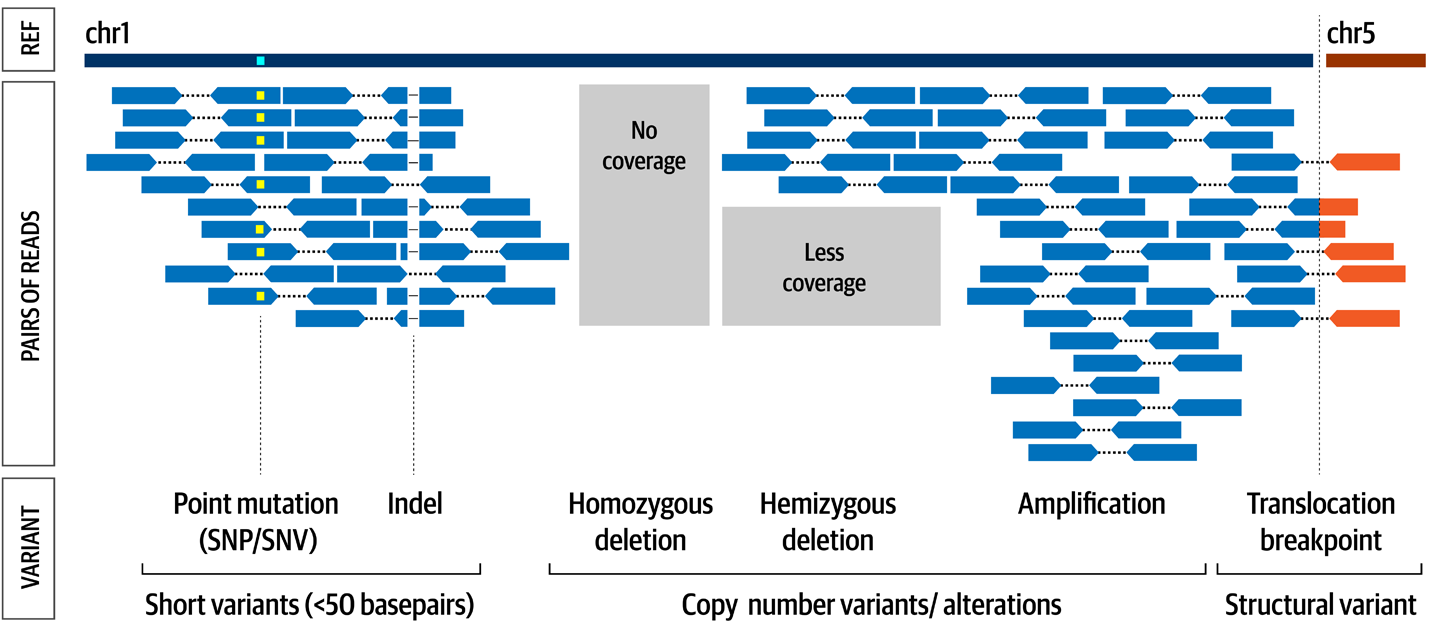 REF
chr1
chr5
PAIRS OF READS
No
coverage
Less
coverage
VARIANT
Point mutation
(SNP/SNV)
Indel
Homozygous
deletion
Hemizygous
deletion
Amplification
Translocation
breakpoint
Short variants (<50 basepairs)
Copy number variants/ alterations
Structural variant